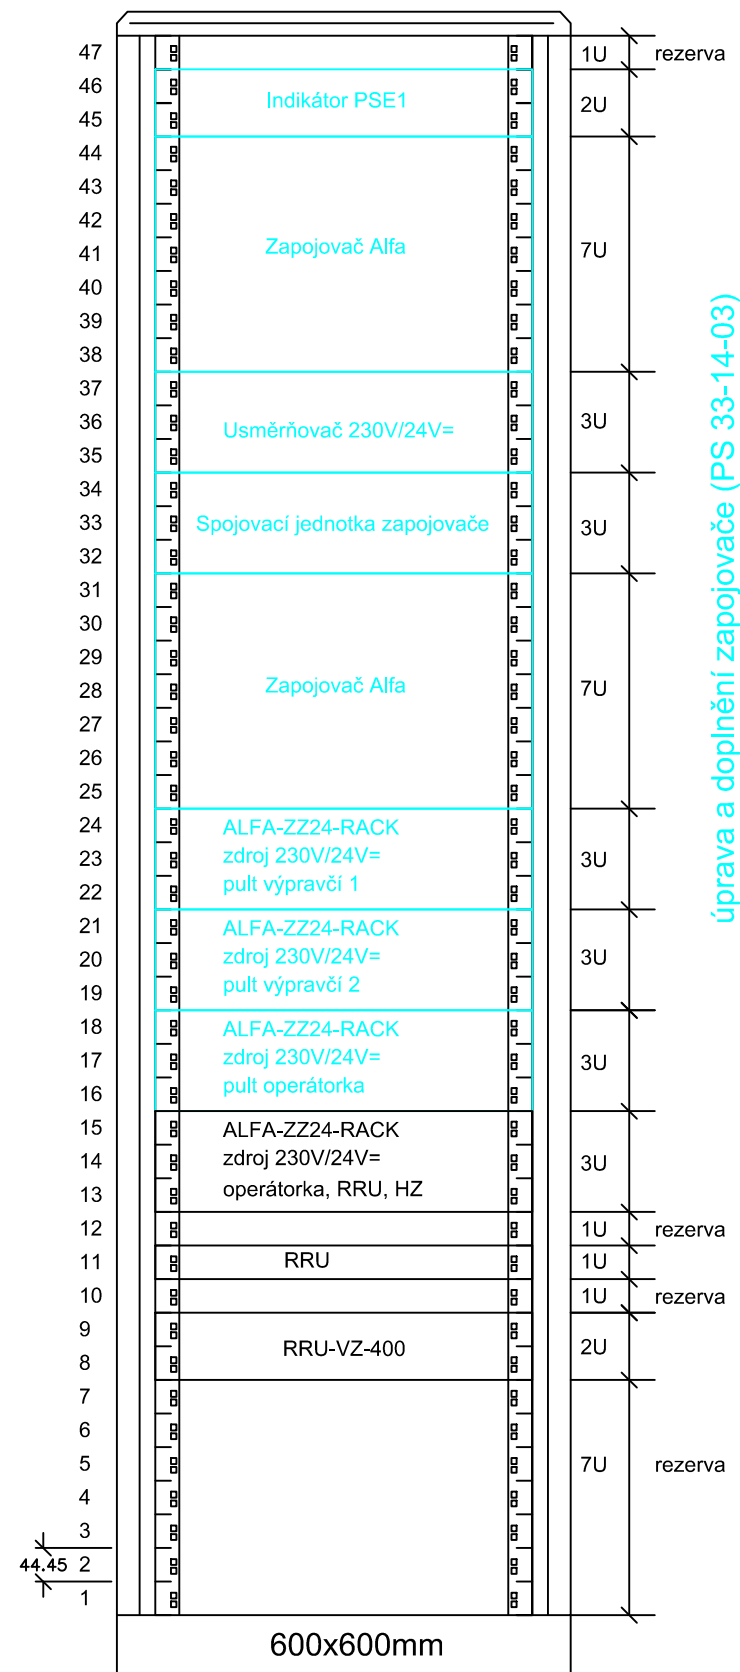 47 1U rezerva
46
Indikátor PSE1
45 2U
44
43
42
41 Zapojovač Alfa 7U
40
39
38
37
36 Usměrňovač 230V/24V= 3U
35
34
33 Spojovací jednotka zapojovače 3U
32
31
30
29
28 Zapojovač Alfa 7U
27
26
25
24 ALFA-ZZ24-RACK
23 zdroj 230V/24V= 3U
22 pult výpravčí 1
21 ALFA-ZZ24-RACK
20 zdroj 230V/24V= 3U
19 pult výpravčí 2
18 ALFA-ZZ24-RACK
17 zdroj 230V/24V= 3U
16 pult operátorka
15 ALFA-ZZ24-RACK
14 zdroj 230V/24V= 3U
13 operátorka, RRU, HZ
12 1U rezerva
11 RRU 1U
10 1U rezerva
9
8 RRU-VZ-400 2U
7
6
5 7U rezerva
4
3
44.45 2
1
600x600mm
úprava a doplnění zapojovače (PS 33-14-03)